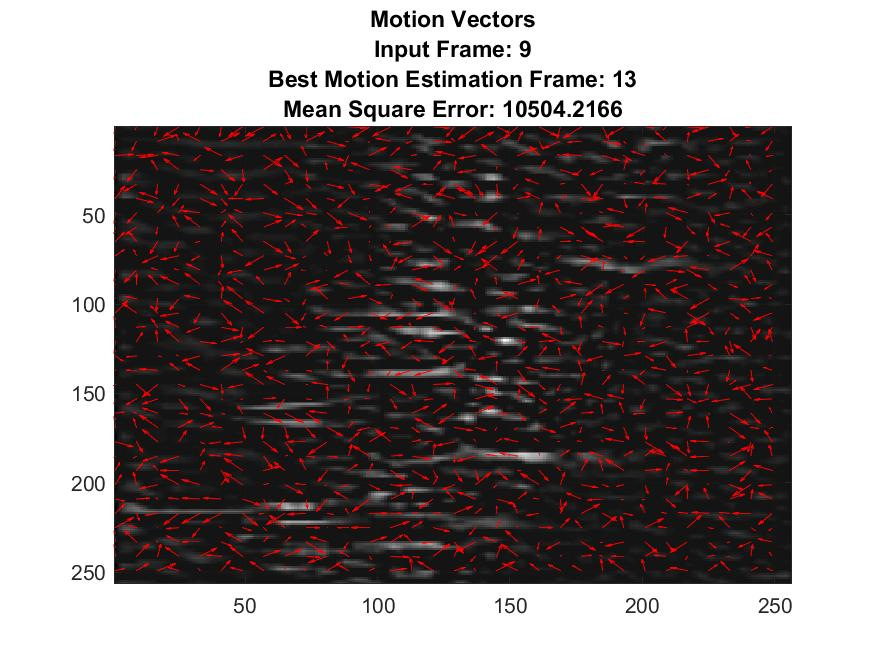 Motion Vectors
Input Frame: 9
Best Motion Estimation Frame: 13
Mean Square Error: 10504.2166
50
100
150
200
250
50
100
150
200
250